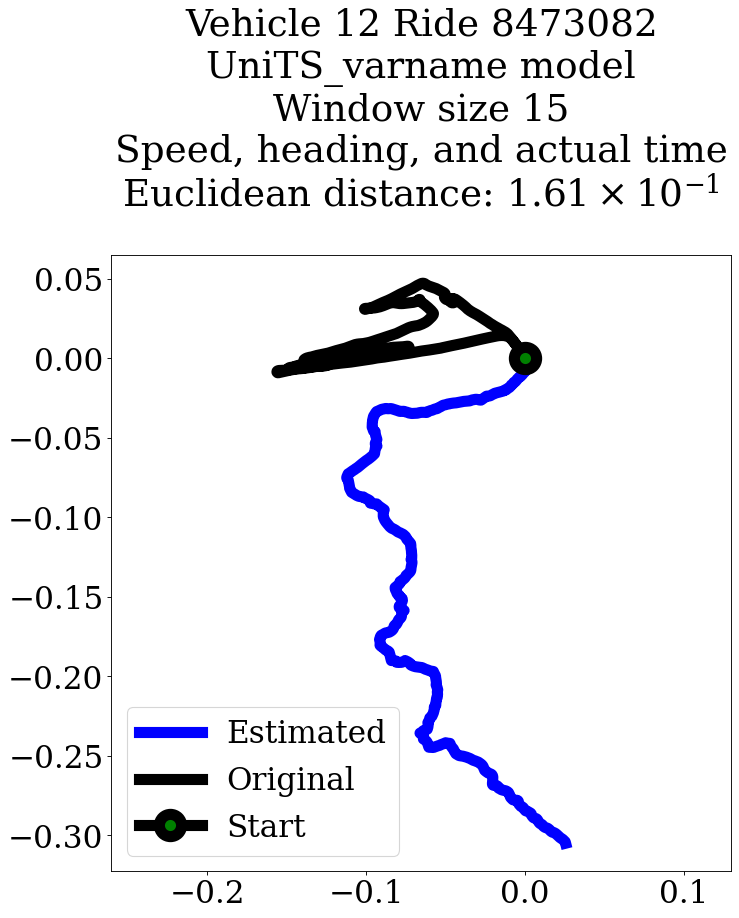 Vehicle 12 Ride 8473082
UniTS_varname model
Window size 15
Speed, heading, and actual time
Euclidean distance: 1.61 × 10⁻¹
0.05
0.00
−0.05
−0.10
−0.15
−0.20
−0.25
−0.30
Estimated
Original
Start
−0.2 −0.1 0.0 0.1